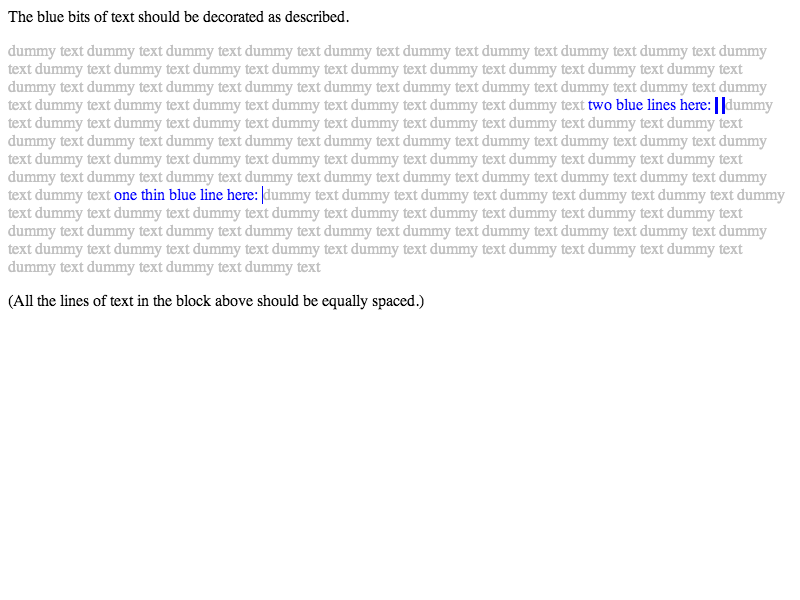 The blue bits of text should be decorated as described.
dummy text dummy text dummy text dummy text dummy text dummy text dummy text dummy text dummy text dummy
text dummy text dummy text dummy text dummy text dummy text dummy text dummy text dummy text dummy text
dummy text dummy text dummy text dummy text dummy text dummy text dummy text dummy text dummy text dummy
text dummy text dummy text dummy text dummy text dummy text dummy text dummy text two blue lines here: dummy
text dummy text dummy text dummy text dummy text dummy text dummy text dummy text dummy text dummy text
dummy text dummy text dummy text dummy text dummy text dummy text dummy text dummy text dummy text dummy
text dummy text dummy text dummy text dummy text dummy text dummy text dummy text dummy text dummy text
dummy text dummy text dummy text dummy text dummy text dummy text dummy text dummy text dummy text dummy
text dummy text one thin blue line here: dummy text dummy text dummy text dummy text dummy text dummy text dummy
text dummy text dummy text dummy text dummy text dummy text dummy text dummy text dummy text dummy text
dummy text dummy text dummy text dummy text dummy text dummy text dummy text dummy text dummy text dummy
text dummy text dummy text dummy text dummy text dummy text dummy text dummy text dummy text dummy text
dummy text dummy text dummy text dummy text
(All the lines of text in the block above should be equally spaced.)